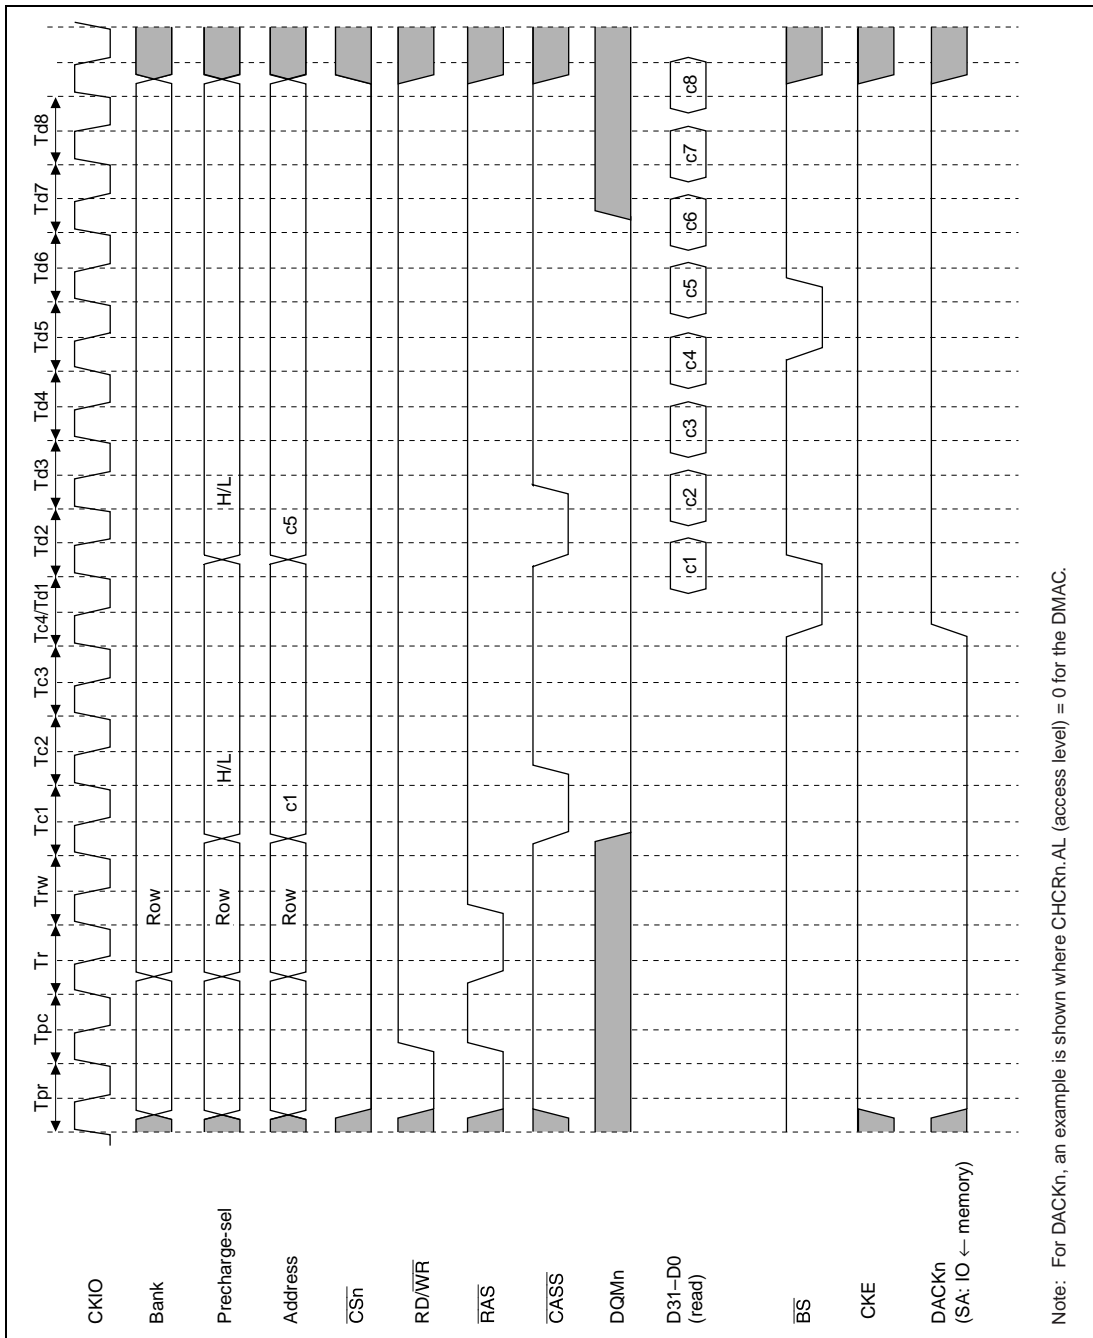 Tpr Tpc Tr Trw Tc1 Tc2 Tc3 Tc4/Td1 Td2 Td3 Td4 Td5 Td6 Td7 Td8
CKIO
Bank Row
Precharge-sel Row H/L H/L
Address Row c1 c5
CSn
RD/WR
RAS
CASS
DQMn
D31–D0
(read) c1 c2 c3 c4 c5 c6 c7 c8
BS
CKE
DACKn
(SA: IO ← memory)
Note: For DACKn, an example is shown where CHCRn.AL (access level) = 0 for the DMAC.